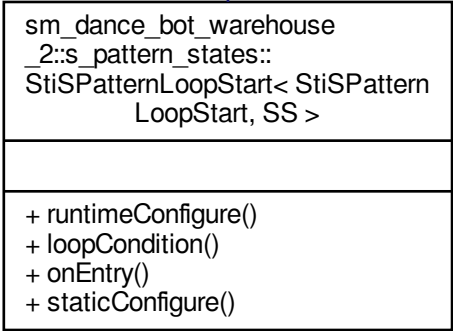 sm_dance_bot_warehouse
_2::s_pattern_states::
StiSPatternLoopStart< StiSPattern
LoopStart, SS >
+ runtimeConfigure()
+ loopCondition()
+ onEntry()
+ staticConfigure()